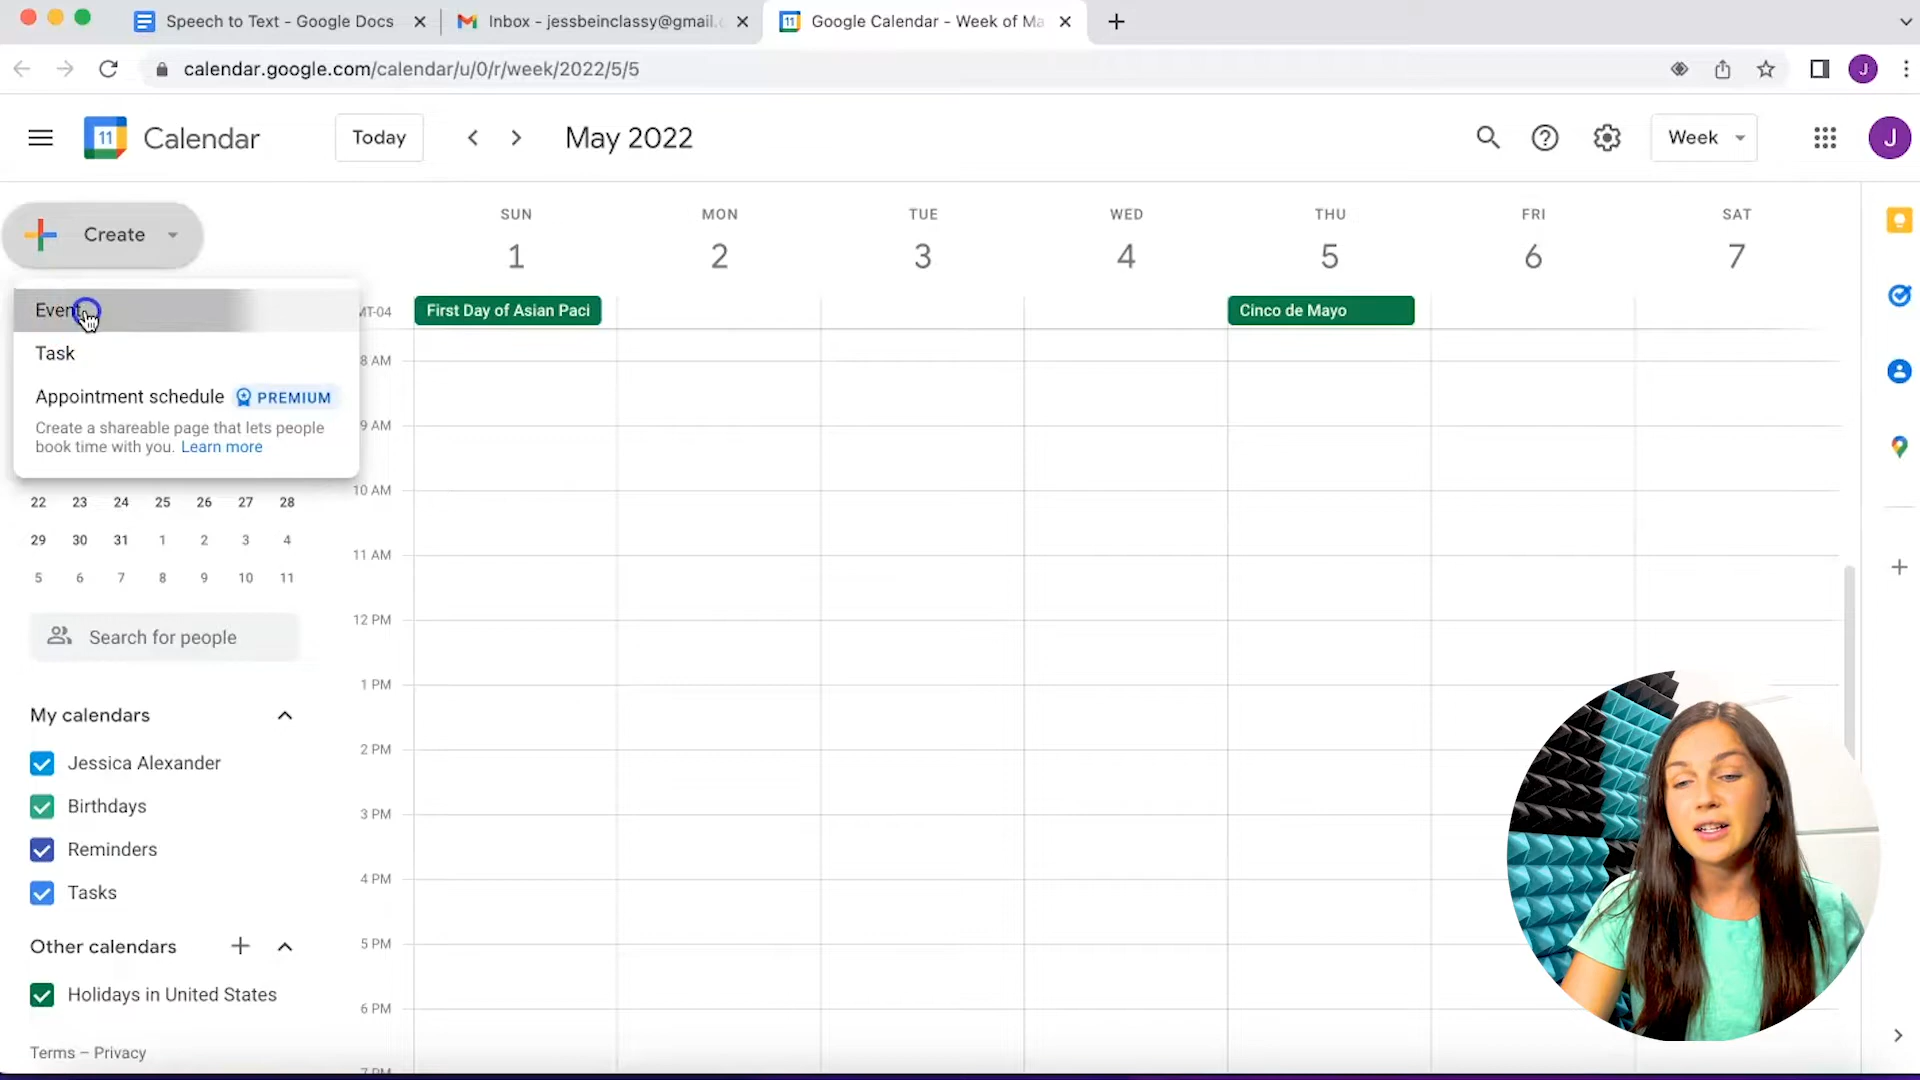 Speech to Text - Google Docs
Inbox - jessbeinclassy@gmail.
Google Calendar - Week of Ma
calendar.google.com/calendar/u/0/r/week/2022/5/5
J
11 Calendar
Today
May 2022
Week
J
Create
SUN MON TUE WED THU FRI SAT
1 2 3 4 5 6 7
Event
MT-04
First Day of Asian Paci
Cinco de Mayo
Task
8 AM
Appointment schedule PREMIUM
Create a shareable page that lets people
book time with you. Learn more
9 AM
10 AM
22 23 24 25 26 27 28
29 30 31 1 2 3 4
11 AM
5 6 7 8 9 10 11
12 PM
Search for people
1 PM
My calendars
2 PM
Jessica Alexander
Birthdays
3 PM
Reminders
4 PM
Tasks
5 PM
Other calendars
Holidays in United States
6 PM
Terms – Privacy
7 PM